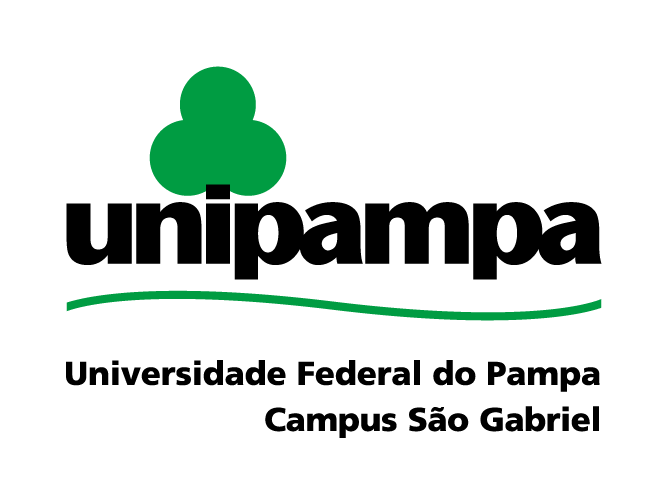 unipampa
Universidade Federal do Pampa
Campus São Gabriel